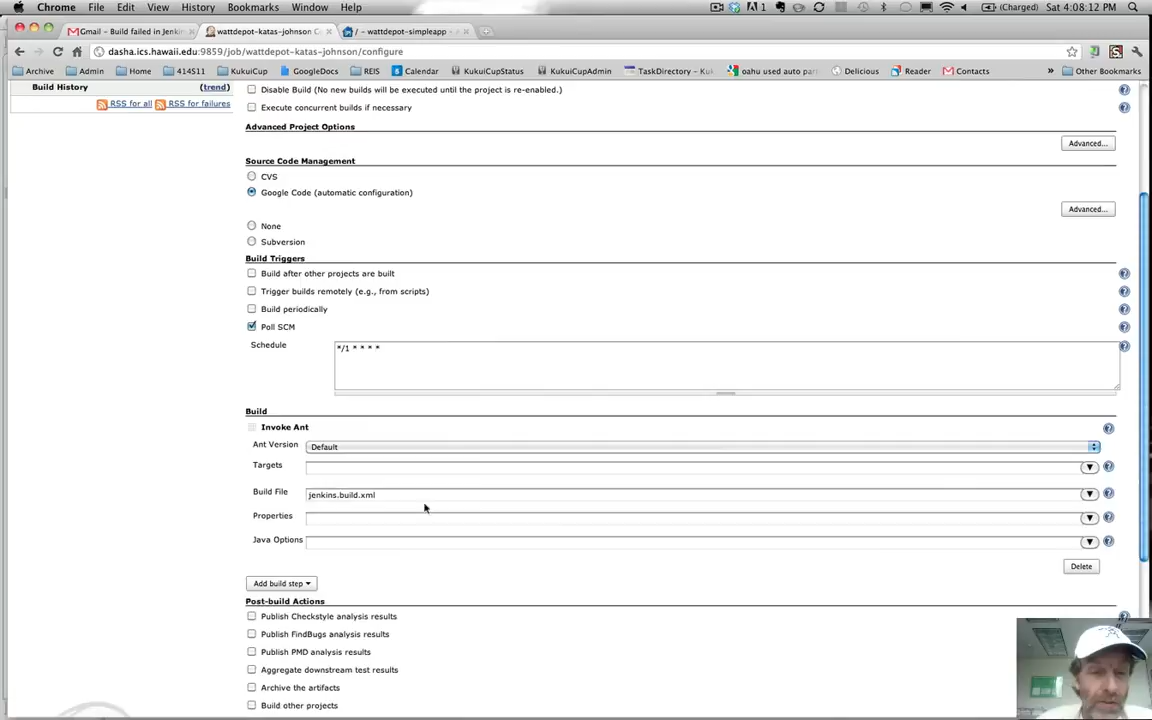 Chrome File Edit View History Bookmarks Window Help 1 (Charged) Sat 4:08:12 PM
Gmail - Build failed in Jenkin wattdepot-katas-johnson C / - wattdepot-simpleapp -
dasha.ics.hawaii.edu:9859/job/wattdepot-katas-johnson/configure
Archive Admin Home 414S11 KukuiCup GoogleDocs REIS Calendar KukuiCupStatus KukuiCupAdmin TaskDirectory - Kuk oahu used auto par Delicious Reader Contacts » Other Bookmarks
Build History (trend)
RSS for all RSS for failures
Disable Build (No new builds will be executed until the project is re-enabled.)
Execute concurrent builds if necessary
Advanced Project Options
Advanced...
Source Code Management
CVS
Google Code (automatic configuration)
Advanced...
None
Subversion
Build Triggers
Build after other projects are built
Trigger builds remotely (e.g., from scripts)
Build periodically
Poll SCM
Schedule */1 * * * *
Build
Invoke Ant
Ant Version Default
Targets
Build File jenkins.build.xml
Properties
Java Options
Delete
Add build step
Post-build Actions
Publish Checkstyle analysis results
Publish FindBugs analysis results
Publish PMD analysis results
Aggregate downstream test results
Archive the artifacts
Build other projects